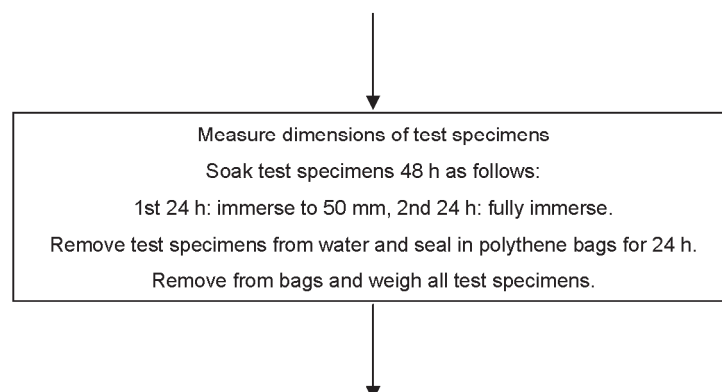 Measure dimensions of test specimens
Soak test specimens 48 h as follows:
1st 24 h: immerse to 50 mm, 2nd 24 h: fully immerse.
Remove test specimens from water and seal in polythene bags for 24 h.
Remove from bags and weigh all test specimens.